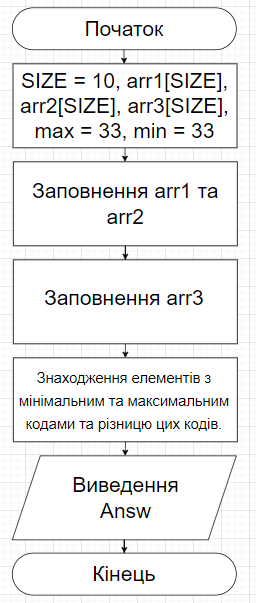 Початок
SIZE = 10, arr1[SIZE],
arr2[SIZE], arr3[SIZE],
max = 33, min = 33
Заповнення arr1 та
arr2
Заповнення arr3
Знаходження елементів з
мінімальним та максимальним
кодами та різницю цих кодів.
Виведення
Answ
Кінець